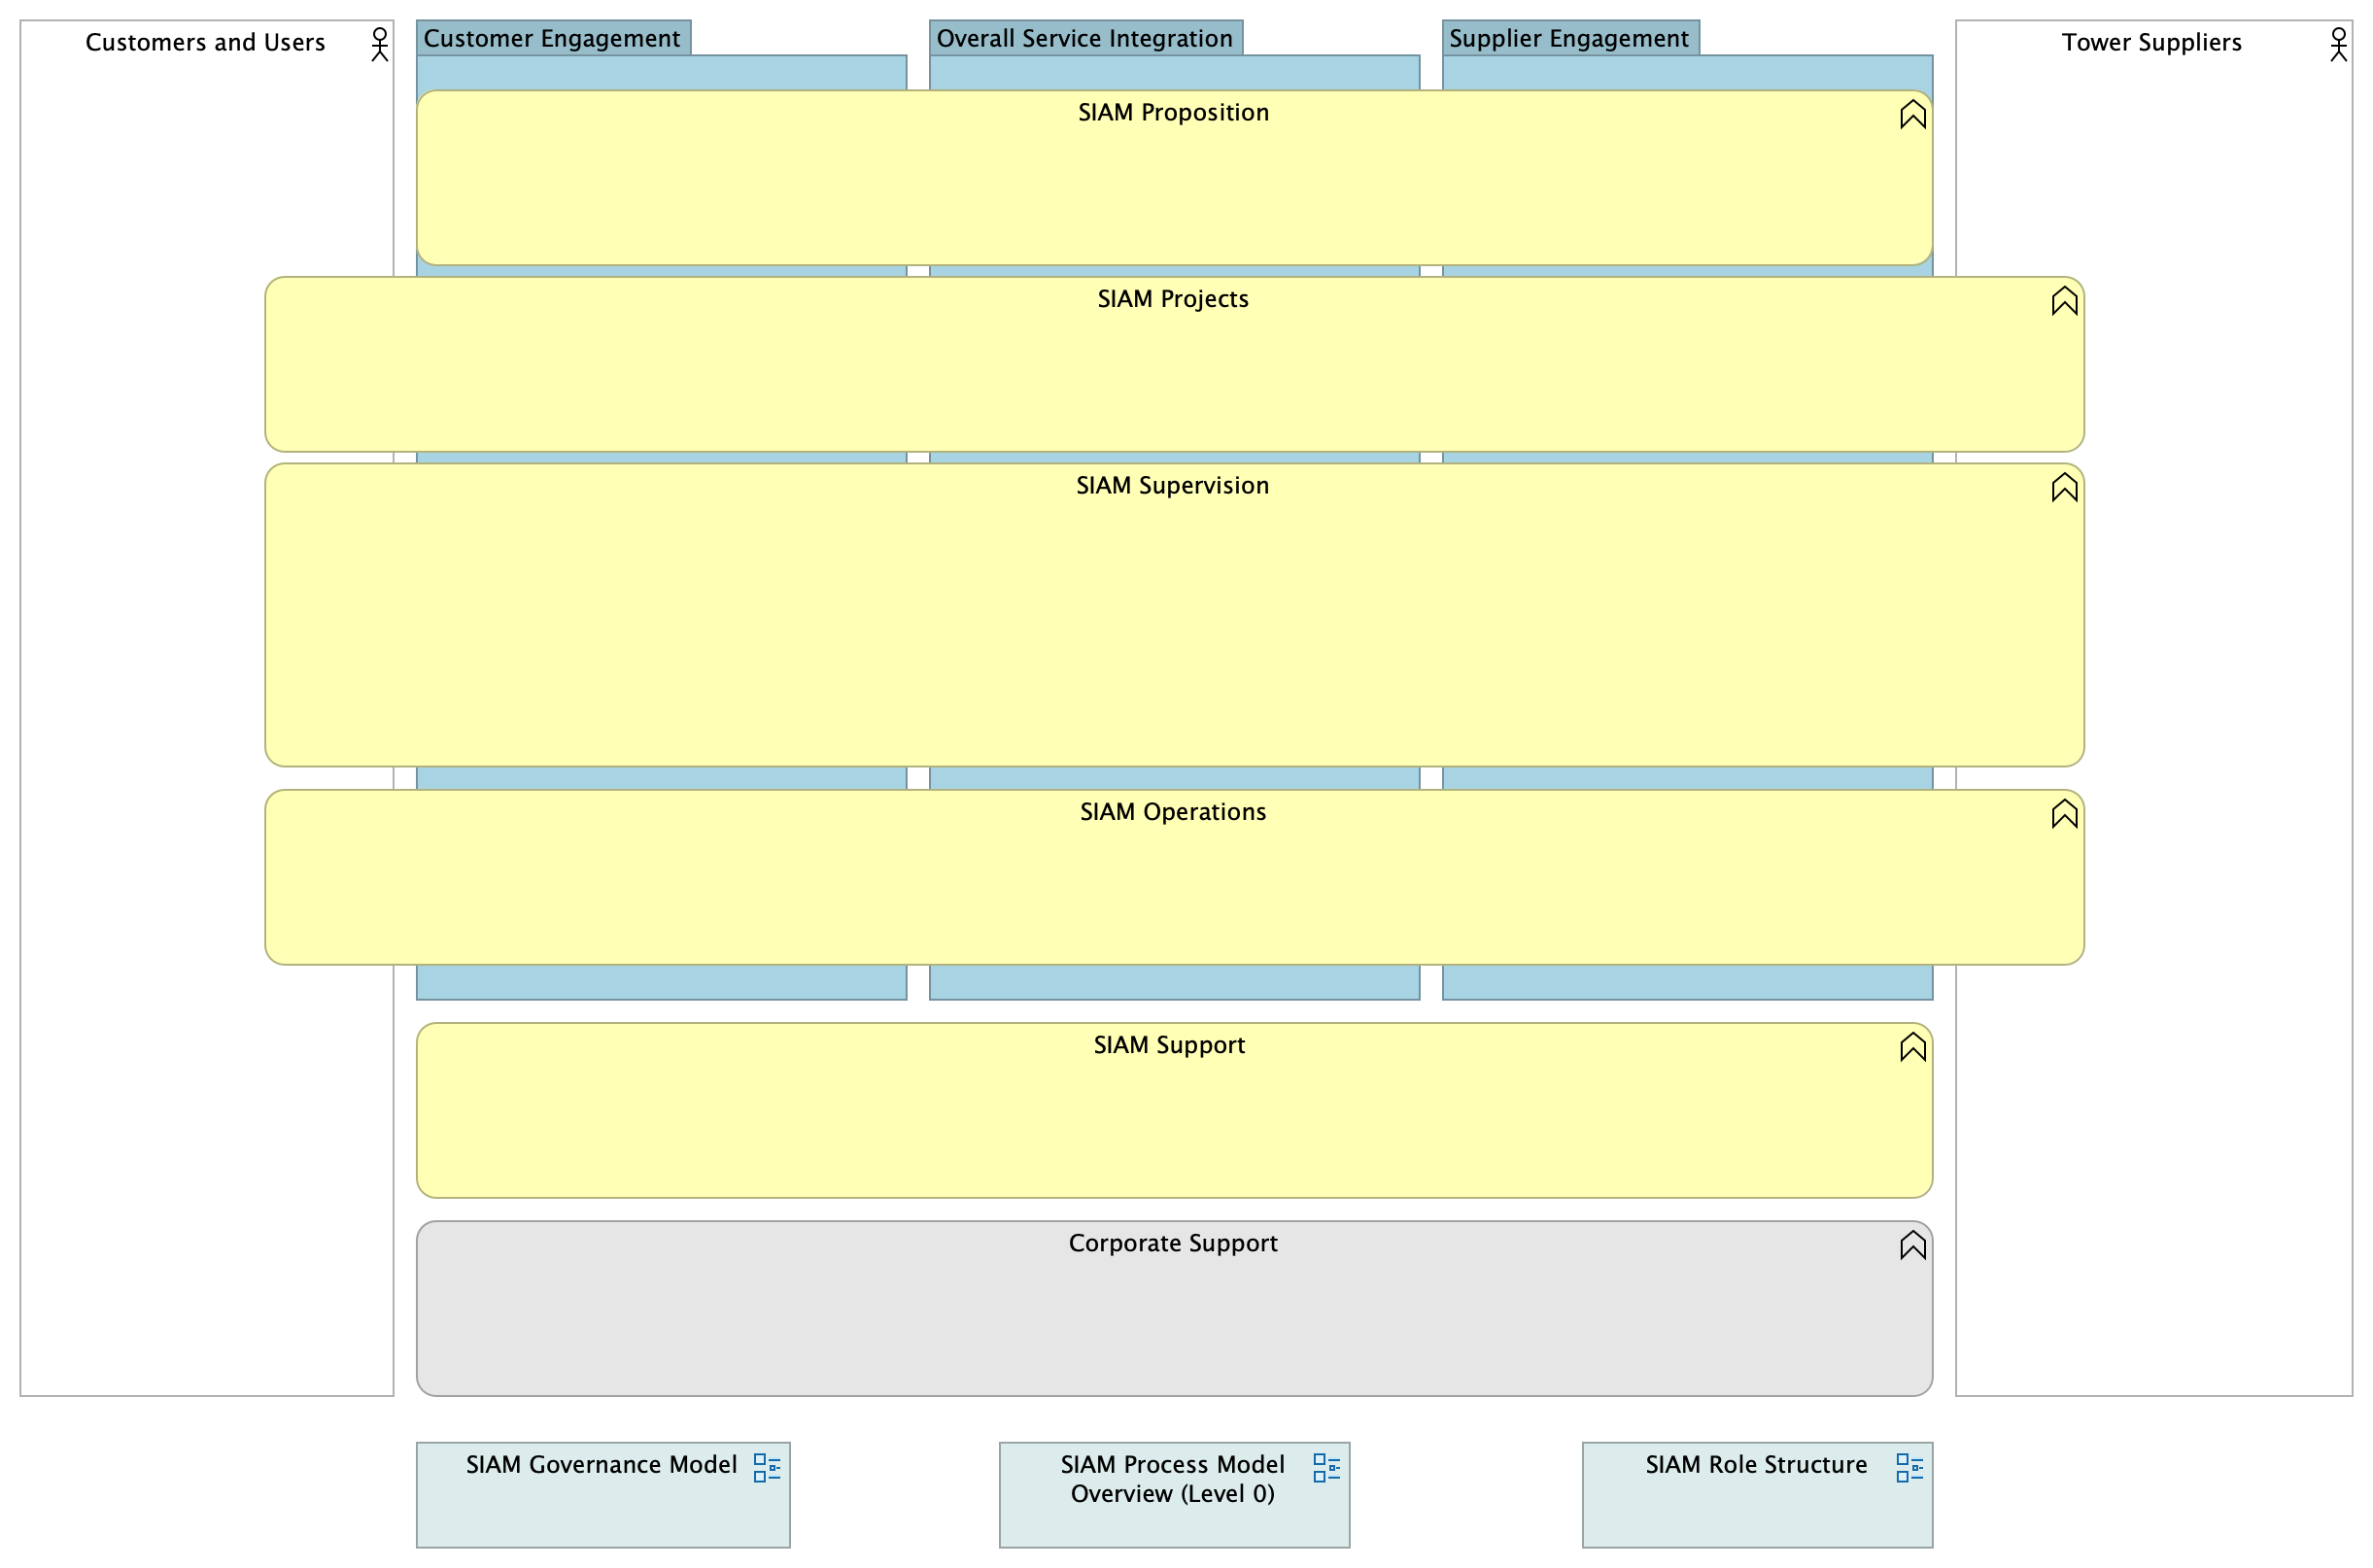 Customers and Users
Customer Engagement
Overall Service Integration
Supplier Engagement
Tower Suppliers
SIAM Proposition
SIAM Projects
SIAM Supervision
SIAM Operations
SIAM Support
Corporate Support
SIAM Governance Model
SIAM Process Model
Overview (Level 0)
SIAM Role Structure